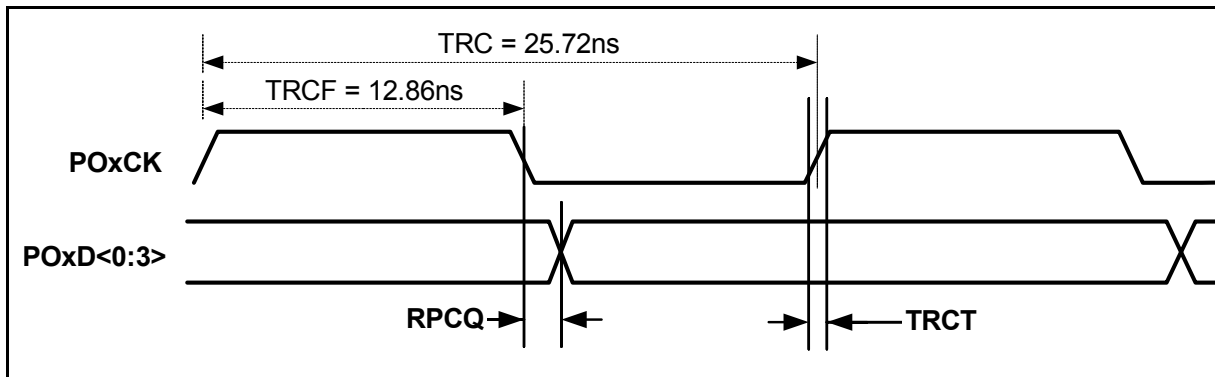 TRC = 25.72ns
TRCF = 12.86ns
POxCK
POxD<0:3>
RPCQ
TRCT